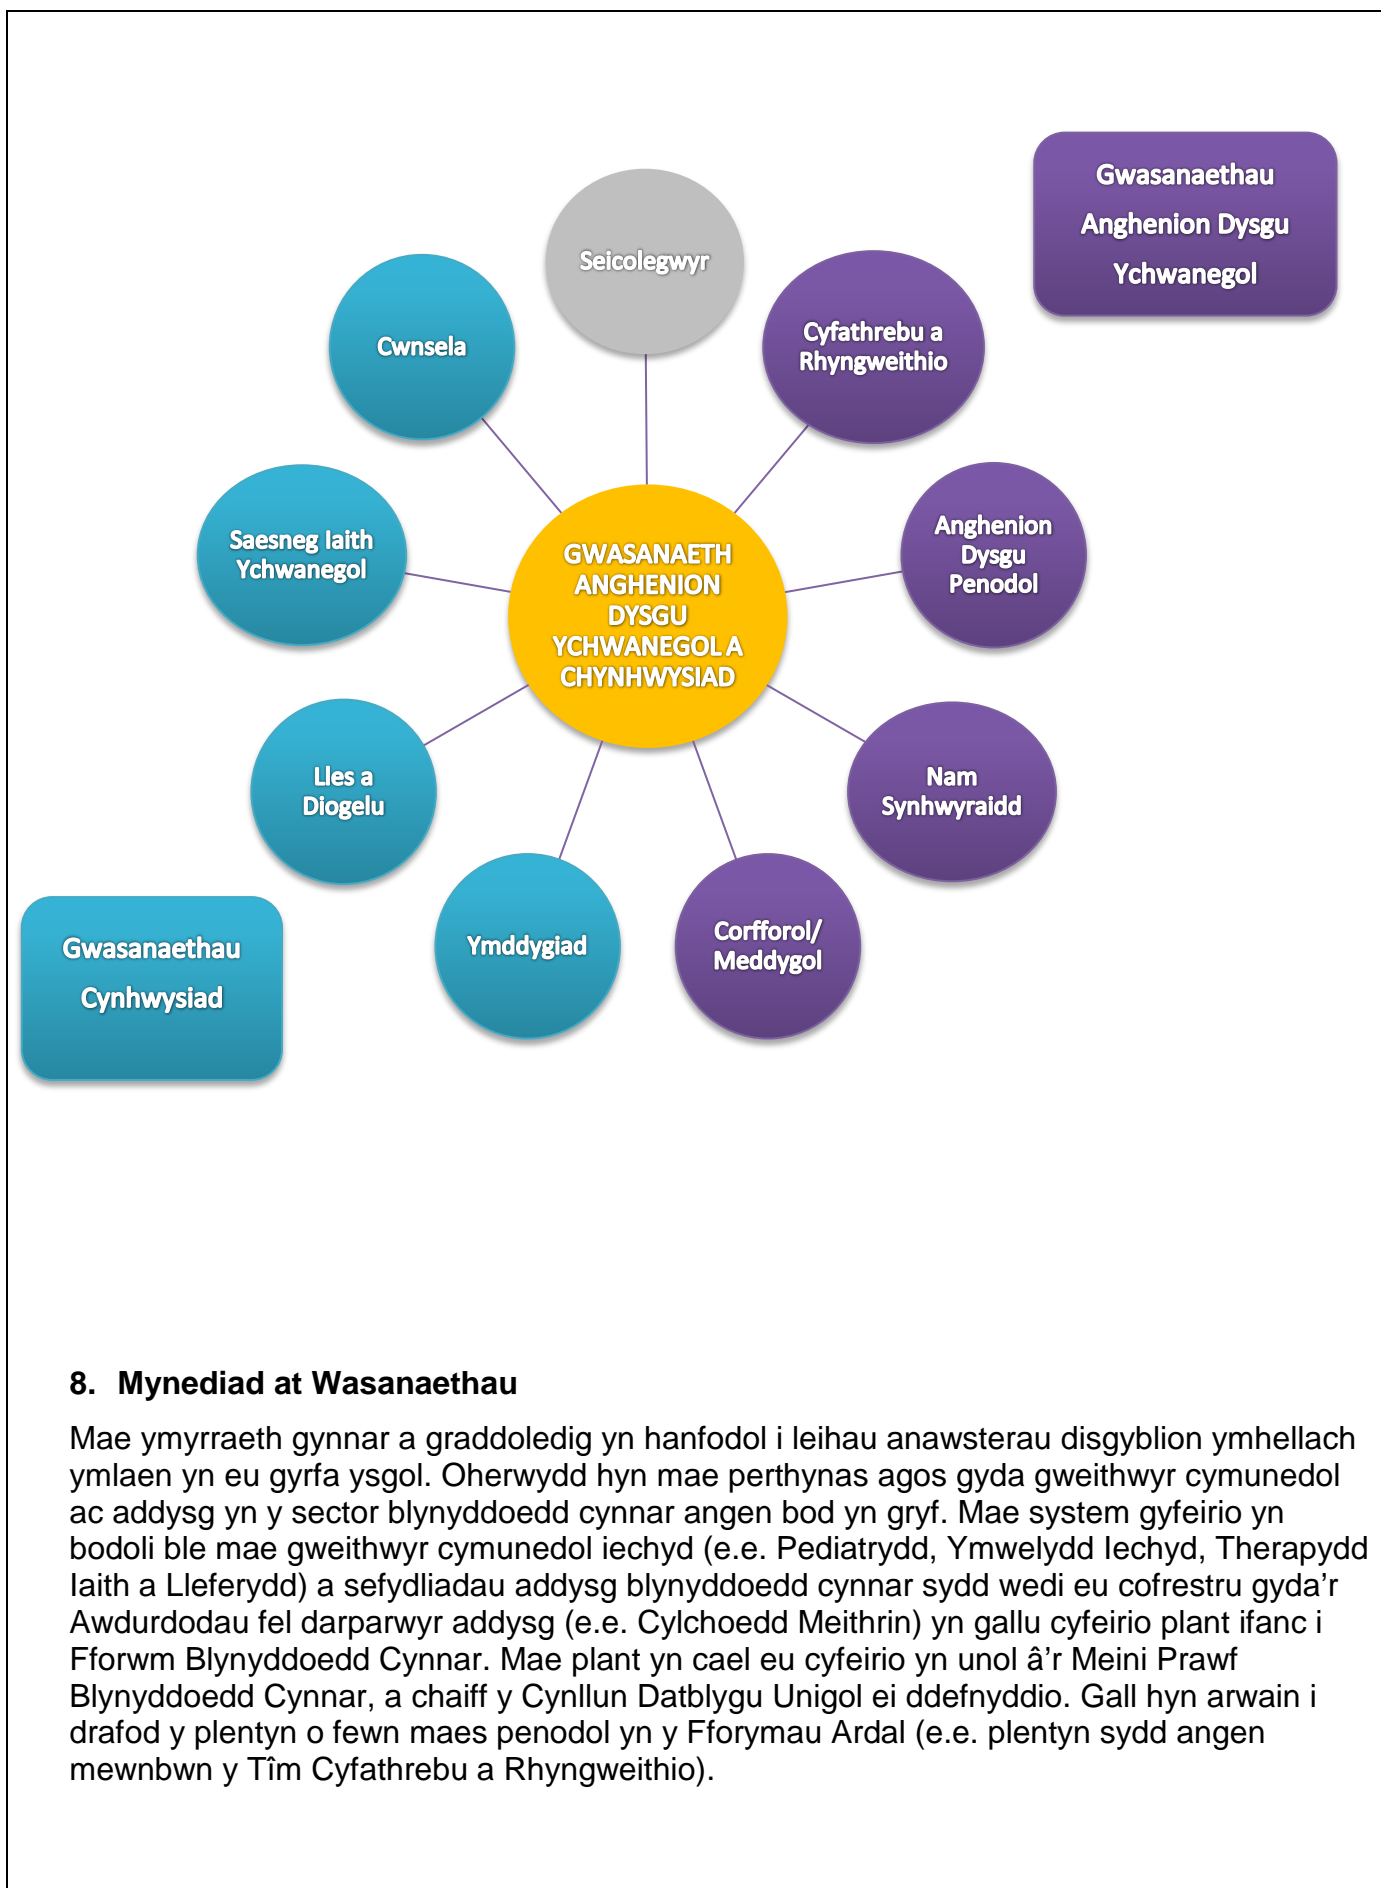 Gwasanaethau
Anghenion Dysgu
Ychwanegol
Seicolegwyr
Cyfathrebu a
Rhyngweithio
Cwnsela
Anghenion
Dysgu
Penodol
Saesneg Iaith
Ychwanegol
GWASANAETH
ANGHENION
DYSGU
YCHWANEGOL A
CHYNHWYSIAD
Nam
Synhwyraidd
Lles a
Diogelu
Corfforol/
Meddygol
Ymddygiad
Gwasanaethau
Cynhwysiad
8. Mynediad at Wasanaethau
Mae ymyrraeth gynnar a graddoledig yn hanfodol i leihau anawsterau disgyblion ymhellach
ymlaen yn eu gyrfa ysgol. Oherwydd hyn mae perthynas agos gyda gweithwyr cymunedol
ac addysg yn y sector blynyddoedd cynnar angen bod yn gryf. Mae system gyfeirio yn
bodoli ble mae gweithwyr cymunedol iechyd (e.e. Pediatrydd, Ymwelydd Iechyd, Therapydd
Iaith a Lleferydd) a sefydliadau addysg blynyddoedd cynnar sydd wedi eu cofrestru gyda’r
Awdurdodau fel darparwyr addysg (e.e. Cylchoedd Meithrin) yn gallu cyfeirio plant ifanc i
Fforwm Blynyddoedd Cynnar. Mae plant yn cael eu cyfeirio yn unol â’r Meini Prawf
Blynyddoedd Cynnar, a chaiff y Cynllun Datblygu Unigol ei ddefnyddio. Gall hyn arwain i
drafod y plentyn o fewn maes penodol yn y Fforymau Ardal (e.e. plentyn sydd angen
mewnbwn y Tîm Cyfathrebu a Rhyngweithio).